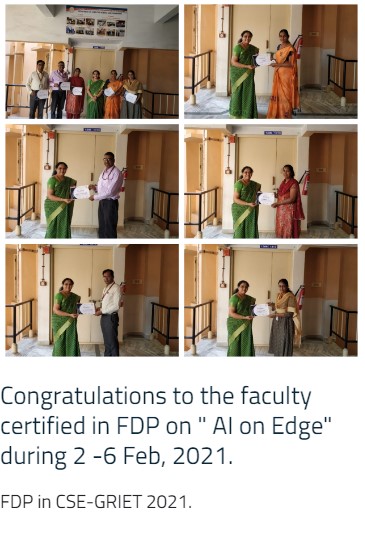 Congratulations to the faculty
certified in FDP on " AI on Edge"
during 2 -6 Feb, 2021.
FDP in CSE-GRIET 2021.